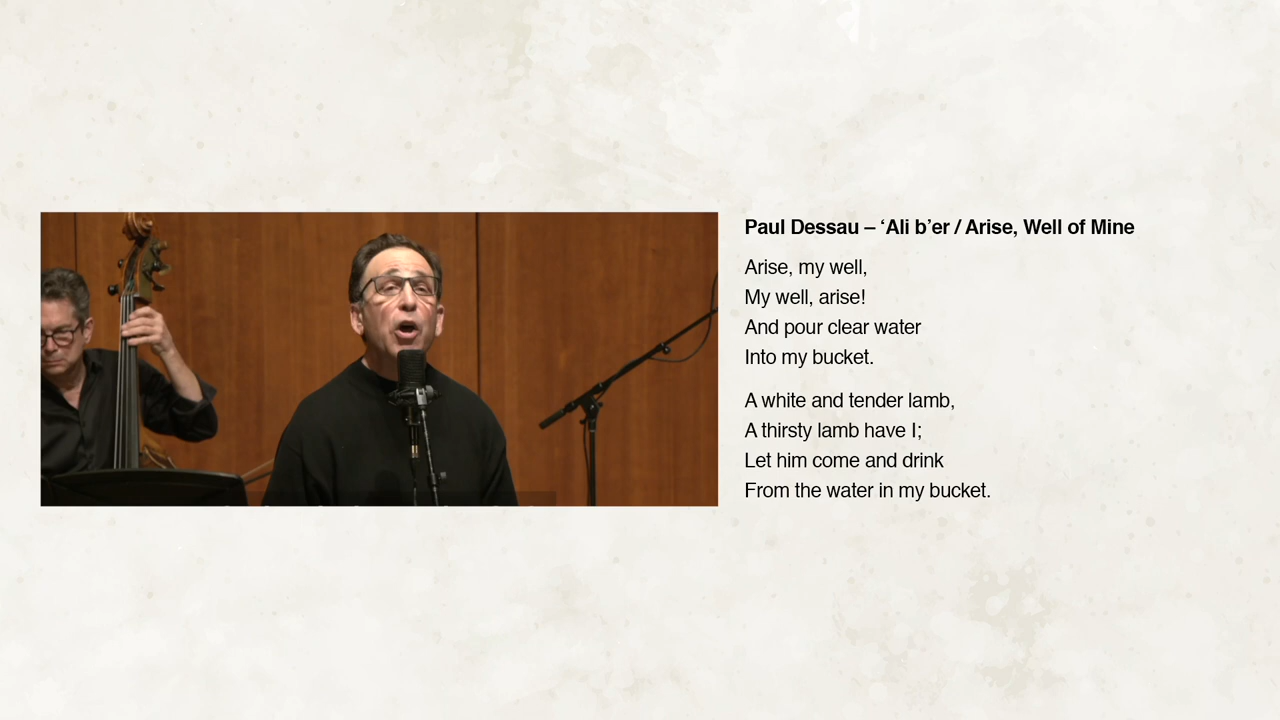 Paul Dessau – ‘Ali b’er / Arise, Well of Mine
Arise, my well,
My well, arise!
And pour clear water
Into my bucket.
A white and tender lamb,
A thirsty lamb have I;
Let him come and drink
From the water in my bucket.